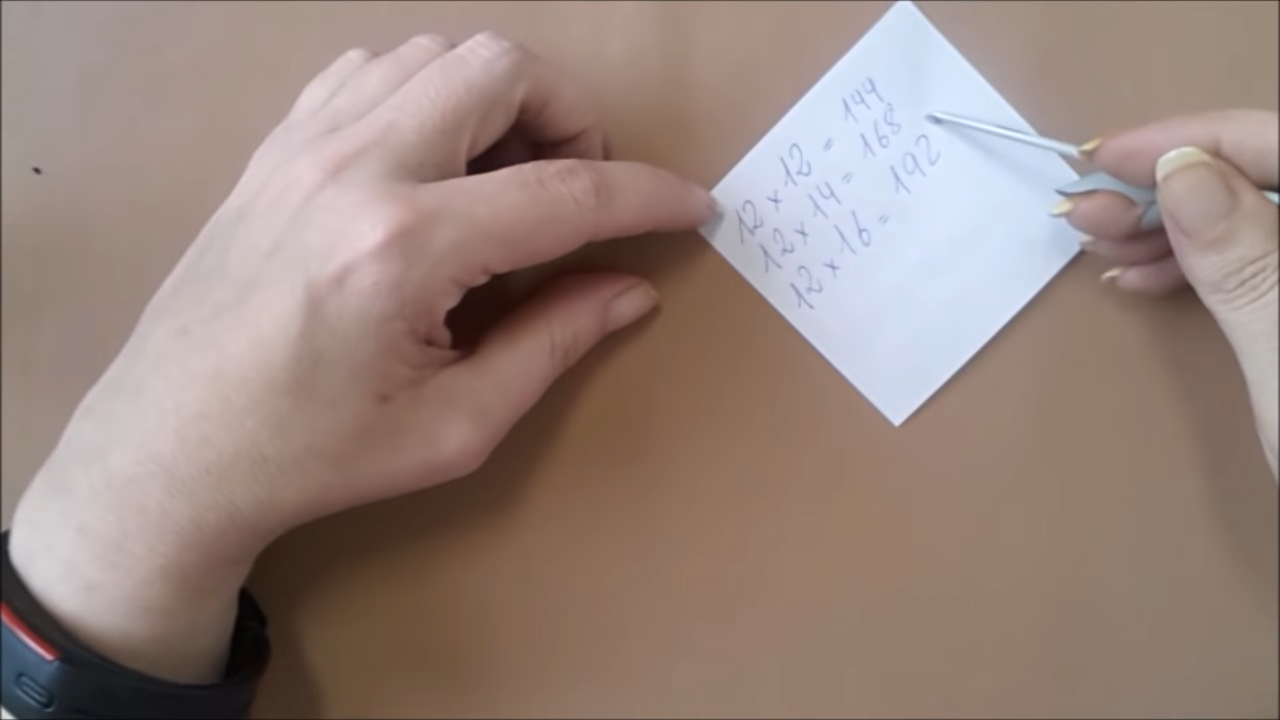 12 x 12 = 144
12 x 14 = 168
12 x 16 = 192